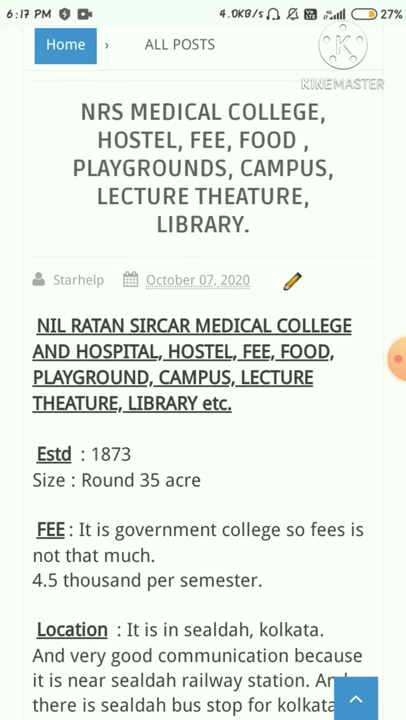 6:17 PM
4.0KB/s
27%
Home › ALL POSTS
K
KINEMASTER
NRS MEDICAL COLLEGE,
HOSTEL, FEE, FOOD ,
PLAYGROUNDS, CAMPUS,
LECTURE THEATURE,
LIBRARY.
Starhelp October 07, 2020
NIL RATAN SIRCAR MEDICAL COLLEGE
AND HOSPITAL, HOSTEL, FEE, FOOD,
PLAYGROUND, CAMPUS, LECTURE
THEATURE, LIBRARY etc.
Estd : 1873
Size : Round 35 acre
FEE : It is government college so fees is
not that much.
4.5 thousand per semester.
Location : It is in sealdah, kolkata.
And very good communication because
it is near sealdah railway station. And
there is sealdah bus stop for kolkata